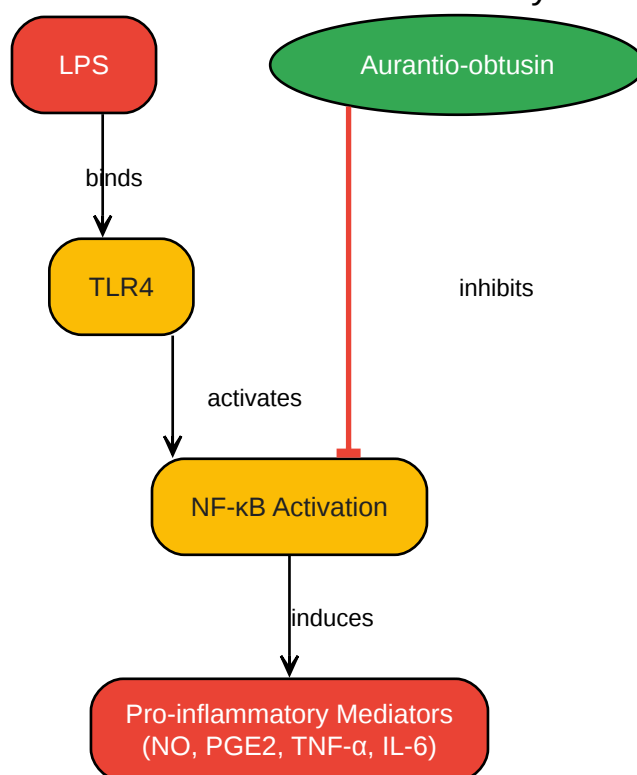 LPS
Aurantio-obtusin
binds
TLR4
inhibits
activates
NF-κB Activation
induces
Pro-inflammatory Mediators
(NO, PGE2, TNF-α, IL-6)